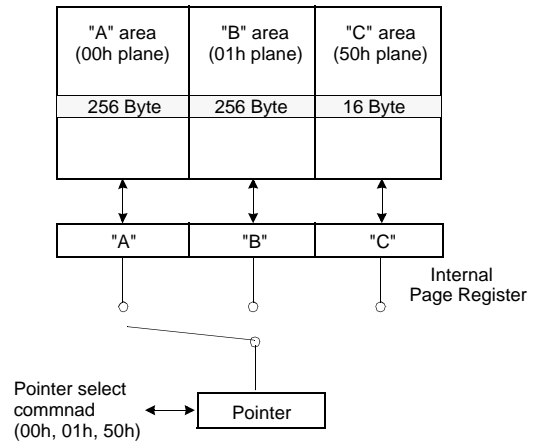 "A" area "B" area "C" area
(00h plane) (01h plane) (50h plane)
256 Byte 256 Byte 16 Byte
"A" "B" "C"
Internal
Page Register
Pointer select
commnad
(00h, 01h, 50h)
Pointer